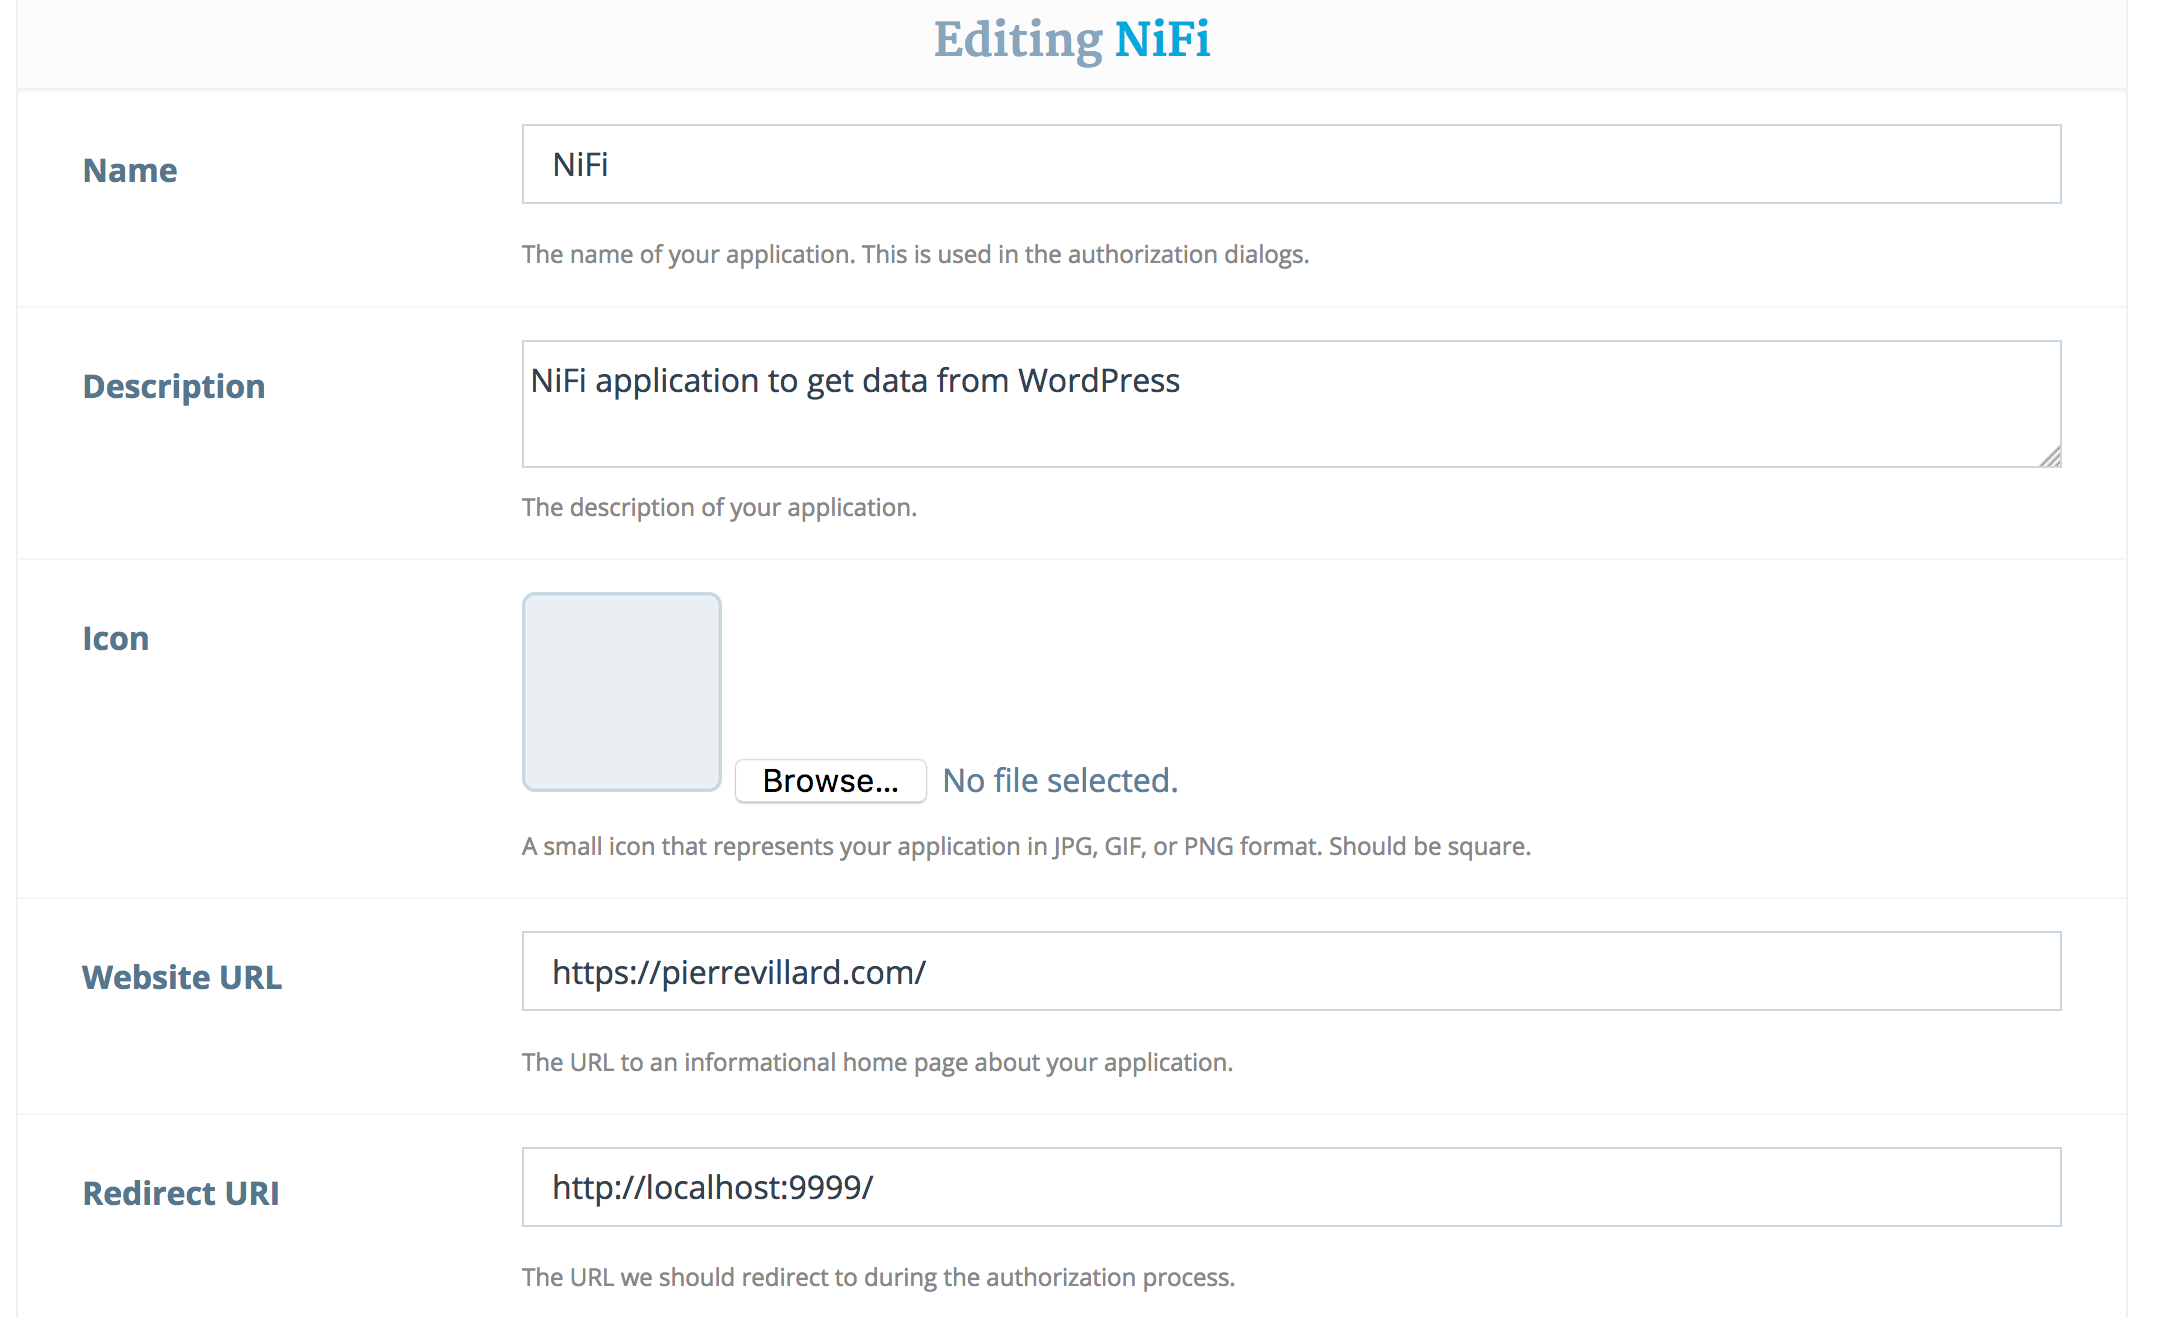 Editing NiFi
Name
NiFi
The name of your application. This is used in the authorization dialogs.
Description
NiFi application to get data from WordPress
The description of your application.
Icon
Browse... No file selected.
A small icon that represents your application in JPG, GIF, or PNG format. Should be square.
Website URL
https://pierrevillard.com/
The URL to an informational home page about your application.
Redirect URI
http://localhost:9999/
The URL we should redirect to during the authorization process.